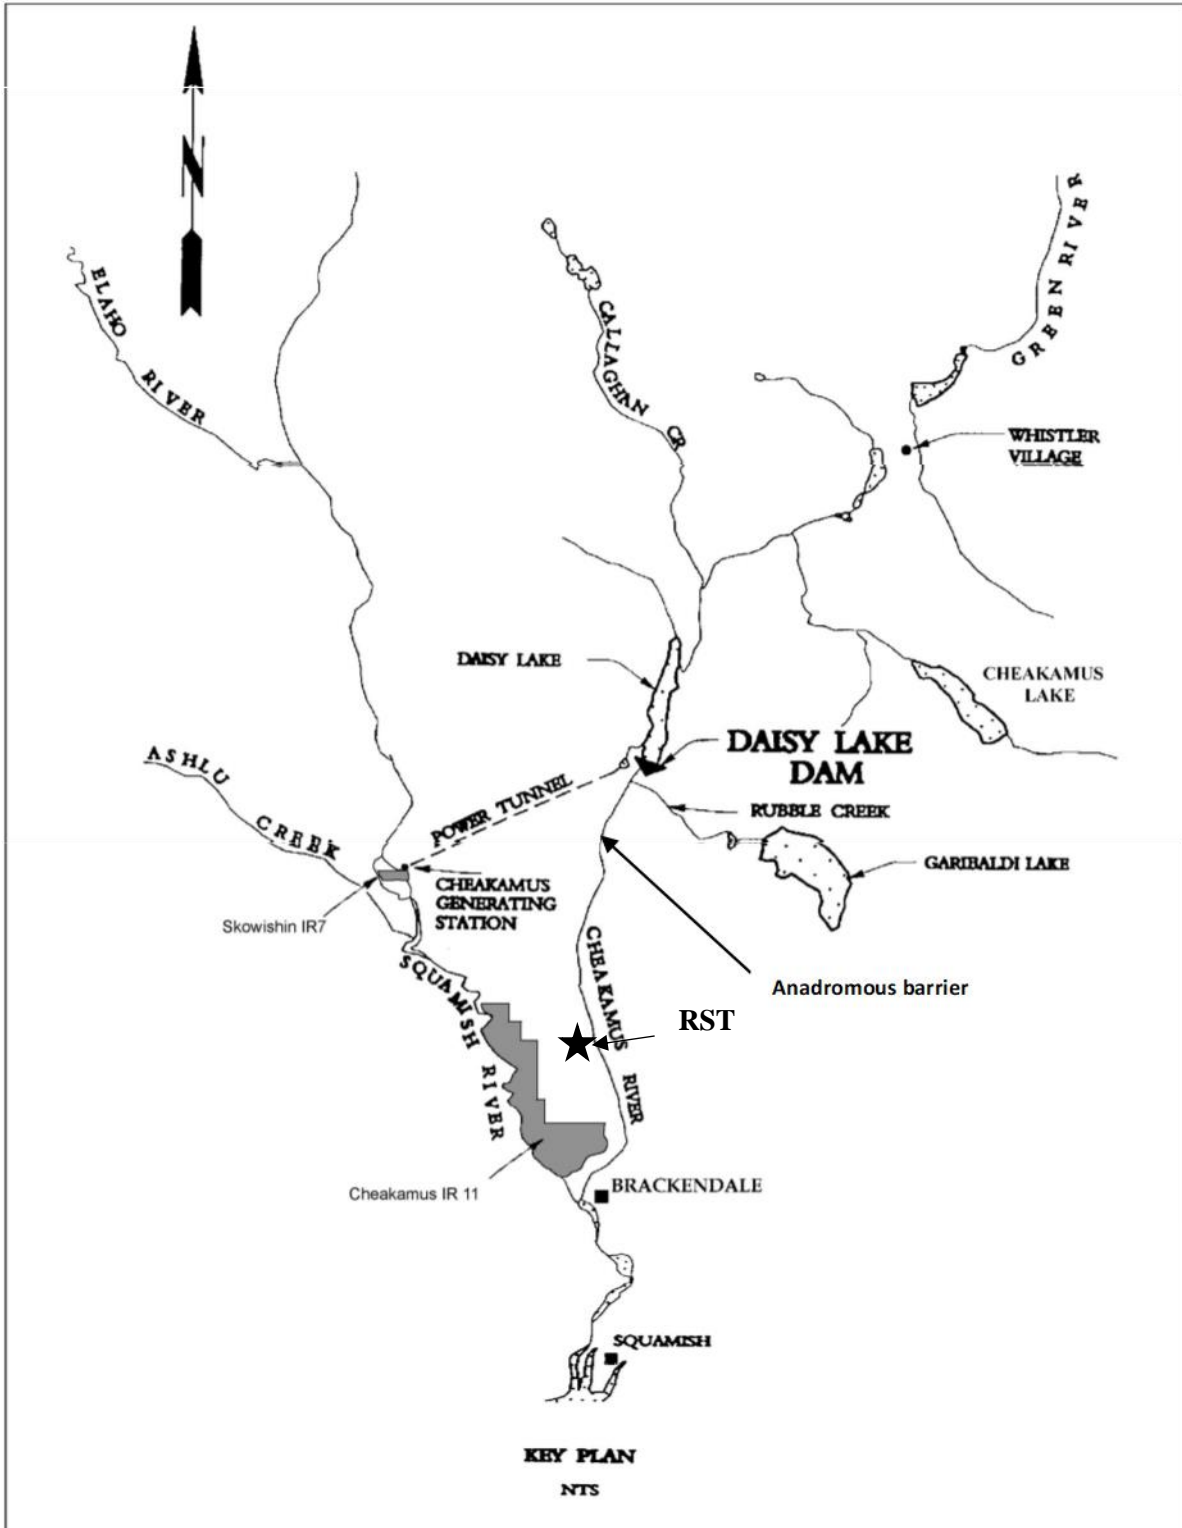 N
ELAHO
RIVER
CALLAGHAN CR
GREEN RIVER
WHISTLER
VILLAGE
DAISY LAKE
CHEAKAMUS
LAKE
DAISY LAKE
DAM
ASHLU
CREEK
POWER TUNNEL
RUBBLE CREEK
GARIBALDI LAKE
CHEAKAMUS
GENERATING
STATION
Skowishin IR7
SQUAMISH RIVER
CHEAKAMUS RIVER
Anadromous barrier
RST
Cheakamus IR 11
BRACKENDALE
SQUAMISH
KEY PLAN
NTS